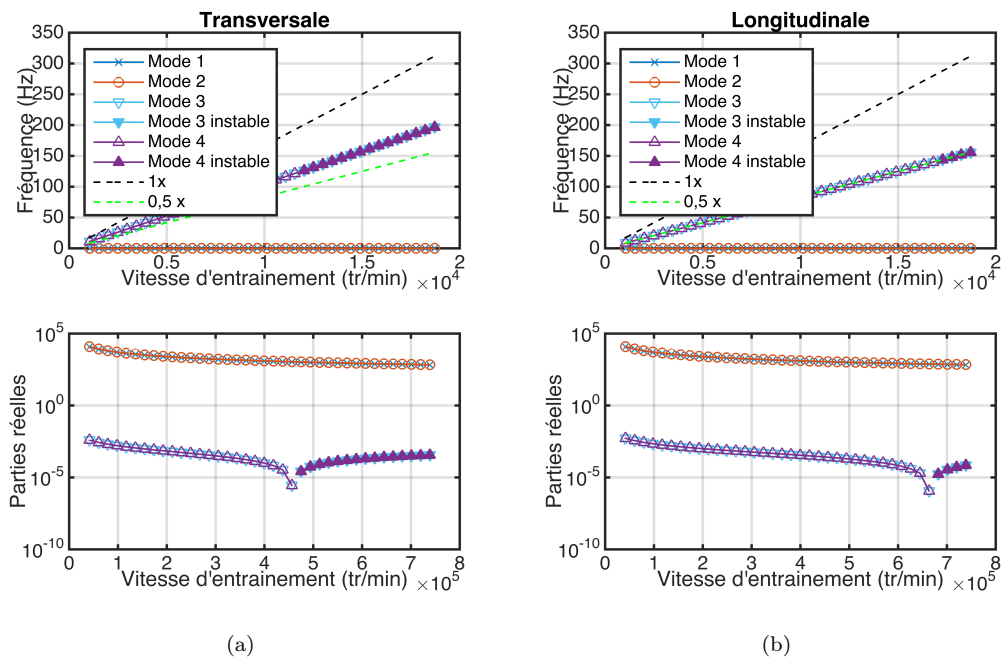 Transversale
350
300
250
200
150
100
50
0
Fréquence (Hz)
Mode 1
Mode 2
Mode 3
Mode 3 instable
Mode 4
Mode 4 instable
1x
0,5 x
0 0.5 1 1.5 2
Vitesse d'entrainement (tr/min) ×10^4
Longitudinale
350
300
250
200
150
100
50
0
Fréquence (Hz)
Mode 1
Mode 2
Mode 3
Mode 3 instable
Mode 4
Mode 4 instable
1x
0,5 x
0 0.5 1 1.5 2
Vitesse d'entrainement (tr/min) ×10^4
10^5
10^0
10^-5
10^-10
Parties réelles
0 1 2 3 4 5 6 7 8
Vitesse d'entrainement (tr/min) ×10^5
10^5
10^0
10^-5
10^-10
Parties réelles
0 1 2 3 4 5 6 7 8
Vitesse d'entrainement (tr/min) ×10^5
(a)
(b)